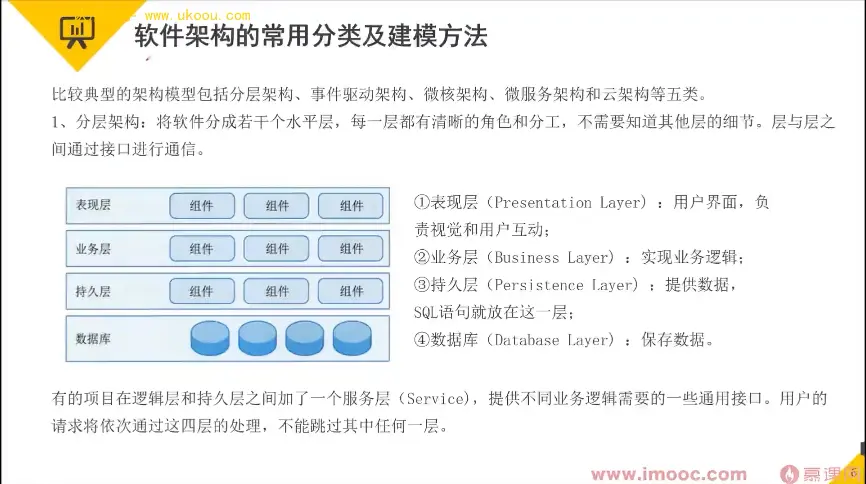 www.ukoou.com
软件架构的常用分类及建模方法
比较典型的架构模型包括分层架构、事件驱动架构、微核架构、微服务架构和云架构等五类。
1、分层架构：将软件分成若干个水平层，每一层都有清晰的角色和分工，不需要知道其他层的细节。层与层之
间通过接口进行通信。
表现层 组件 组件 组件
业务层 组件 组件 组件
持久层 组件 组件 组件
数据库
①表现层（Presentation Layer）：用户界面，负
责视觉和用户互动；
②业务层（Business Layer）：实现业务逻辑；
③持久层（Persistence Layer）：提供数据，
SQL语句就放在这一层；
④数据库（Database Layer）：保存数据。
有的项目在逻辑层和持久层之间加了一个服务层（Service），提供不同业务逻辑需要的一些通用接口。用户的
请求将依次通过这四层的处理，不能跳过其中任何一层。
www.imooc.com 慕课